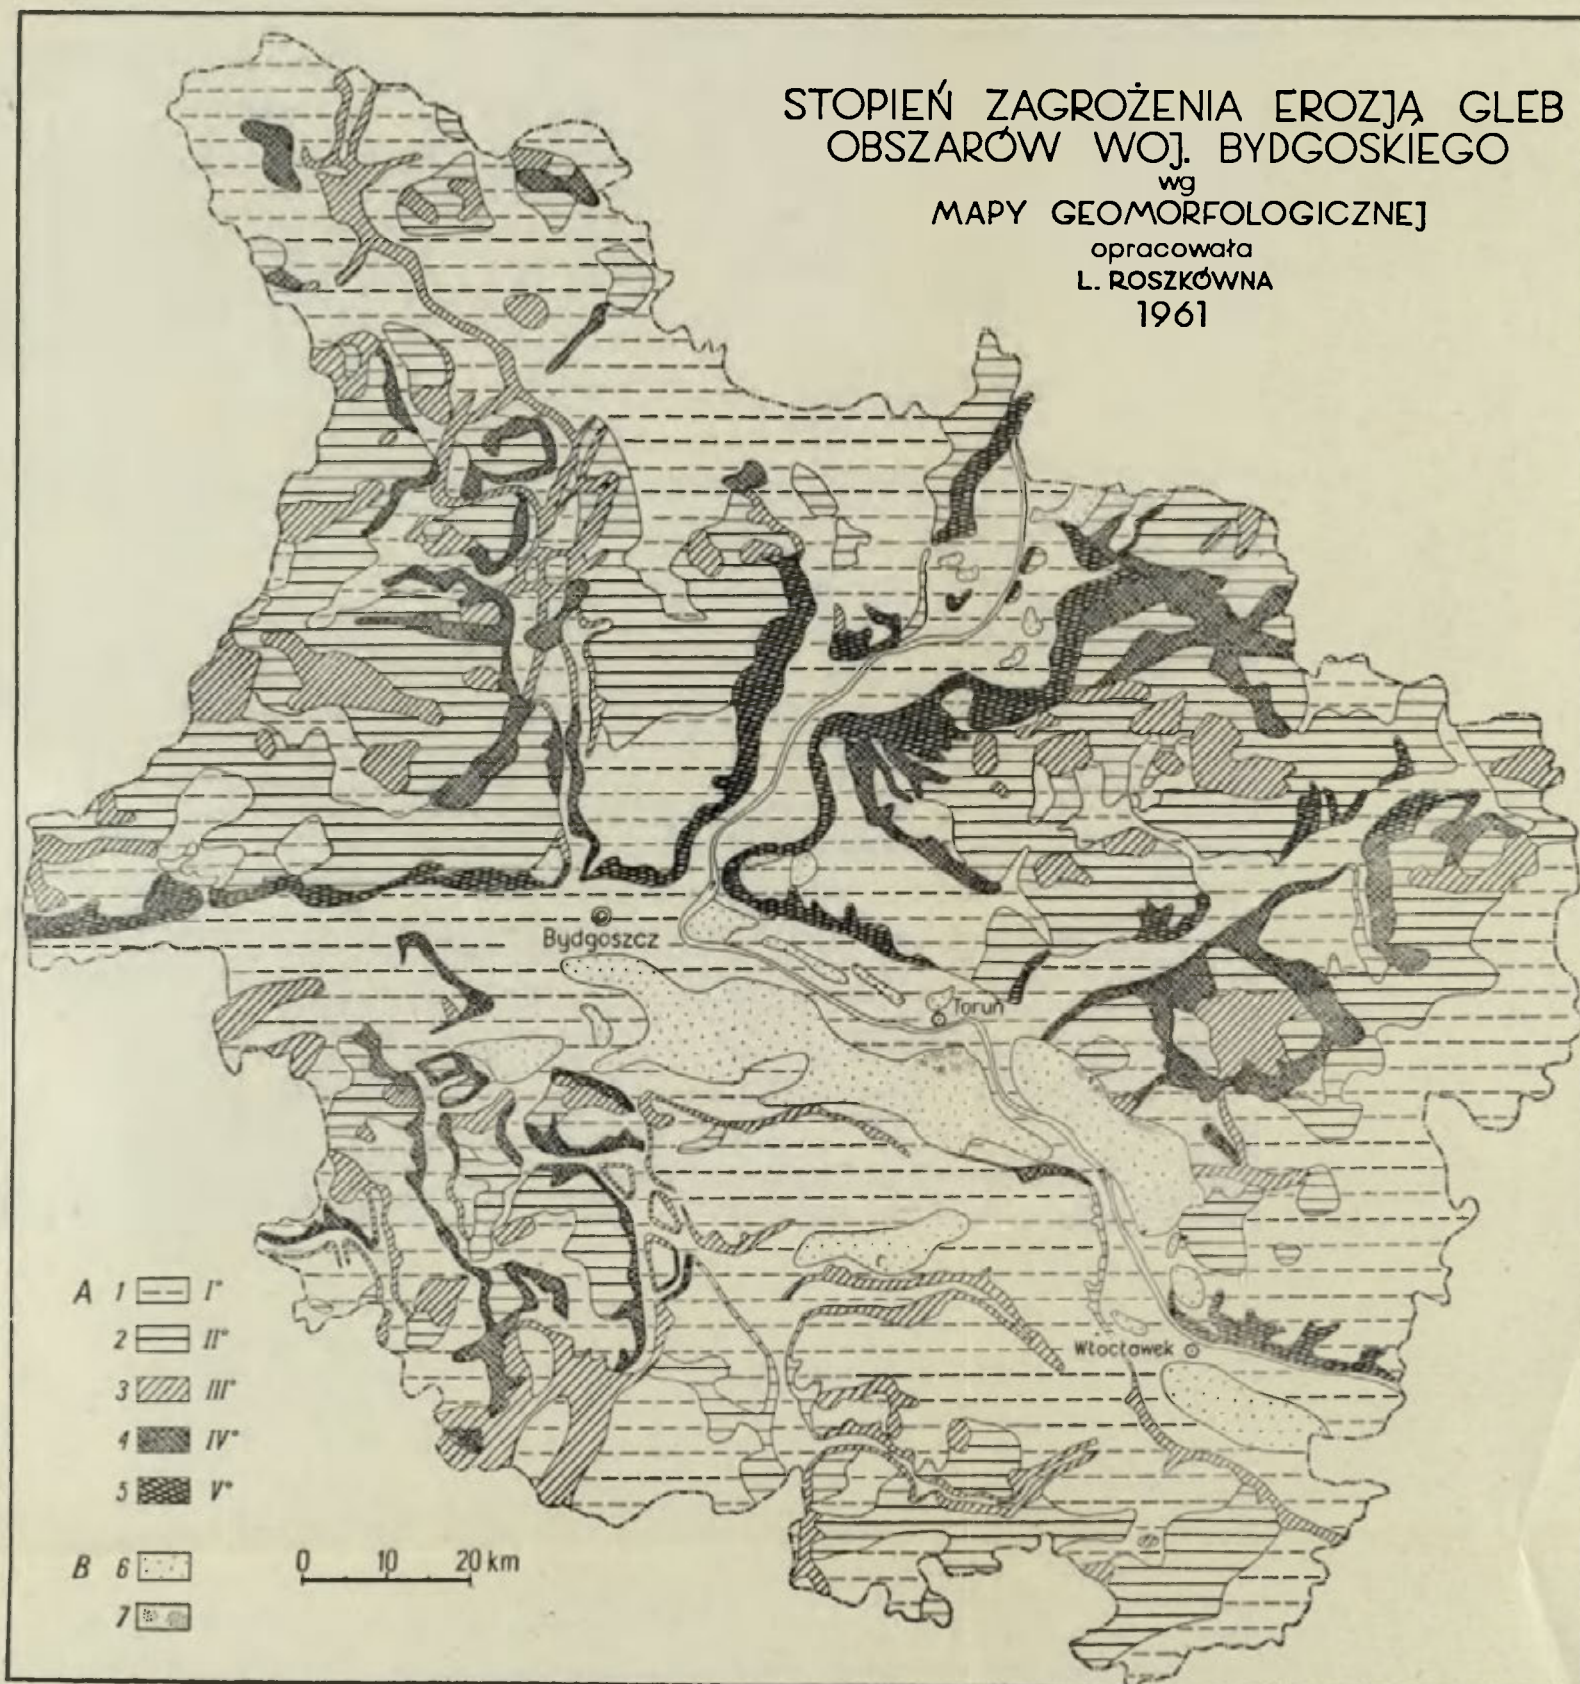 STOPIEŃ ZAGROŻENIA EROZJĄ GLEB
OBSZARÓW WOJ. BYDGOSKIEGO
wg
MAPY GEOMORFOLOGICZNEJ
opracowała
L. ROSZKÓWNA
1961
Bydgoszcz
Toruń
Włocławek
A 1 I°
2 II°
3 III°
4 IV°
5 V°
B 6
7
0 10 20 km